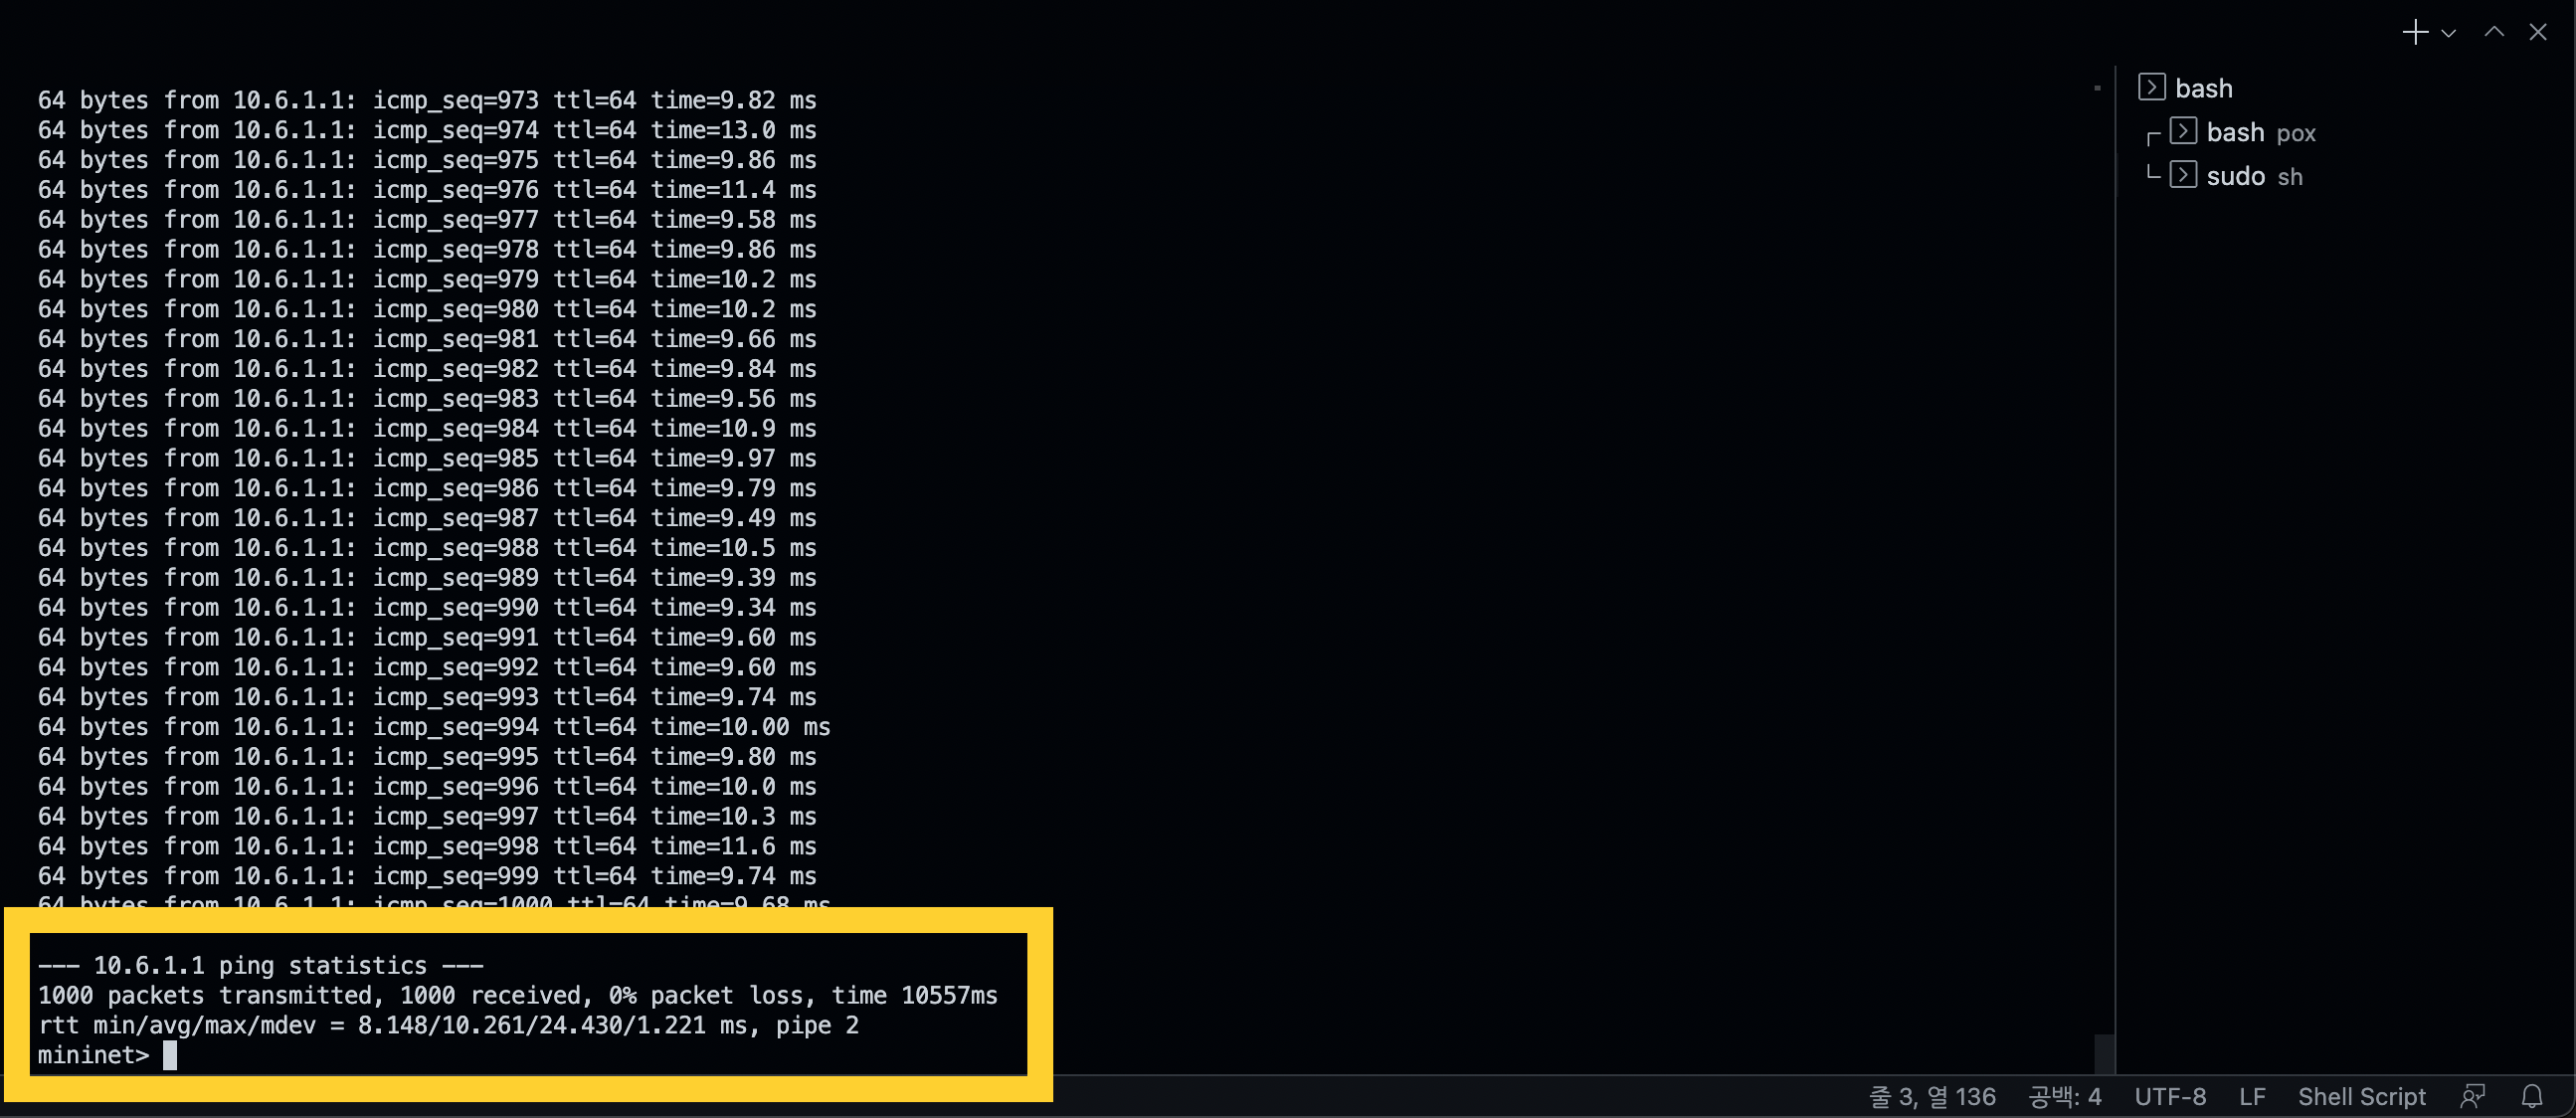 64 bytes from 10.6.1.1: icmp_seq=973 ttl=64 time=9.82 ms
64 bytes from 10.6.1.1: icmp_seq=974 ttl=64 time=13.0 ms
64 bytes from 10.6.1.1: icmp_seq=975 ttl=64 time=9.86 ms
64 bytes from 10.6.1.1: icmp_seq=976 ttl=64 time=11.4 ms
64 bytes from 10.6.1.1: icmp_seq=977 ttl=64 time=9.58 ms
64 bytes from 10.6.1.1: icmp_seq=978 ttl=64 time=9.86 ms
64 bytes from 10.6.1.1: icmp_seq=979 ttl=64 time=10.2 ms
64 bytes from 10.6.1.1: icmp_seq=980 ttl=64 time=10.2 ms
64 bytes from 10.6.1.1: icmp_seq=981 ttl=64 time=9.66 ms
64 bytes from 10.6.1.1: icmp_seq=982 ttl=64 time=9.84 ms
64 bytes from 10.6.1.1: icmp_seq=983 ttl=64 time=9.56 ms
64 bytes from 10.6.1.1: icmp_seq=984 ttl=64 time=10.9 ms
64 bytes from 10.6.1.1: icmp_seq=985 ttl=64 time=9.97 ms
64 bytes from 10.6.1.1: icmp_seq=986 ttl=64 time=9.79 ms
64 bytes from 10.6.1.1: icmp_seq=987 ttl=64 time=9.49 ms
64 bytes from 10.6.1.1: icmp_seq=988 ttl=64 time=10.5 ms
64 bytes from 10.6.1.1: icmp_seq=989 ttl=64 time=9.39 ms
64 bytes from 10.6.1.1: icmp_seq=990 ttl=64 time=9.34 ms
64 bytes from 10.6.1.1: icmp_seq=991 ttl=64 time=9.60 ms
64 bytes from 10.6.1.1: icmp_seq=992 ttl=64 time=9.60 ms
64 bytes from 10.6.1.1: icmp_seq=993 ttl=64 time=9.74 ms
64 bytes from 10.6.1.1: icmp_seq=994 ttl=64 time=10.00 ms
64 bytes from 10.6.1.1: icmp_seq=995 ttl=64 time=9.80 ms
64 bytes from 10.6.1.1: icmp_seq=996 ttl=64 time=10.0 ms
64 bytes from 10.6.1.1: icmp_seq=997 ttl=64 time=10.3 ms
64 bytes from 10.6.1.1: icmp_seq=998 ttl=64 time=11.6 ms
64 bytes from 10.6.1.1: icmp_seq=999 ttl=64 time=9.74 ms
64 bytes from 10.6.1.1: icmp_seq=1000 ttl=64 time=9.68 ms
--- 10.6.1.1 ping statistics ---
1000 packets transmitted, 1000 received, 0% packet loss, time 10557ms
rtt min/avg/max/mdev = 8.148/10.261/24.430/1.221 ms, pipe 2
mininet>
bash
bash pox
sudo sh
줄 3, 열 136 공백: 4 UTF-8 LF Shell Script